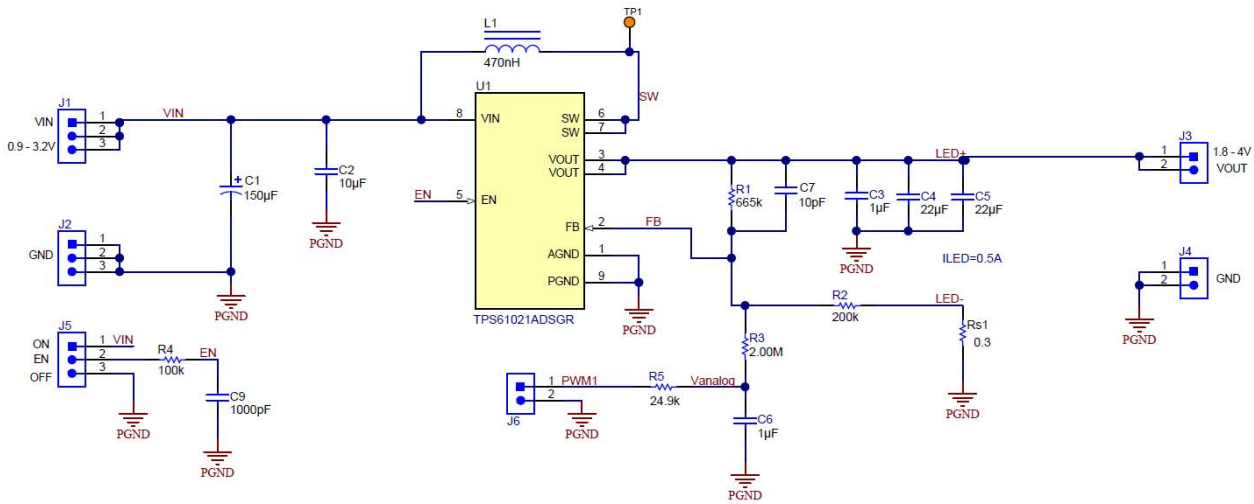 TP1
L1
470nH
SW
U1
TPS61021ADSGR
8 VIN
5 EN
EN
SW 6
SW 7
VOUT 3
VOUT 4
FB 2
FB
AGND 1
PGND 9
PGND
J1
VIN
0.9 - 3.2V
1
2
3
VIN
C1
150µF
+
C2
10µF
PGND
J2
GND
1
2
3
PGND
J5
ON
EN
OFF
1
2
3
VIN
R4
100k
EN
C9
1000pF
PGND
PGND
R1
665k
C7
10pF
C3
1µF
C4
22µF
C5
22µF
LED+
PGND
ILED=0.5A
J3
1
2
1.8 - 4V
VOUT
J4
1
2
GND
PGND
R2
200k
LED-
Rs1
0.3
PGND
R3
2.00M
J6
1
2
PWM1
PGND
R5
24.9k
Vanalog
C6
1µF
PGND